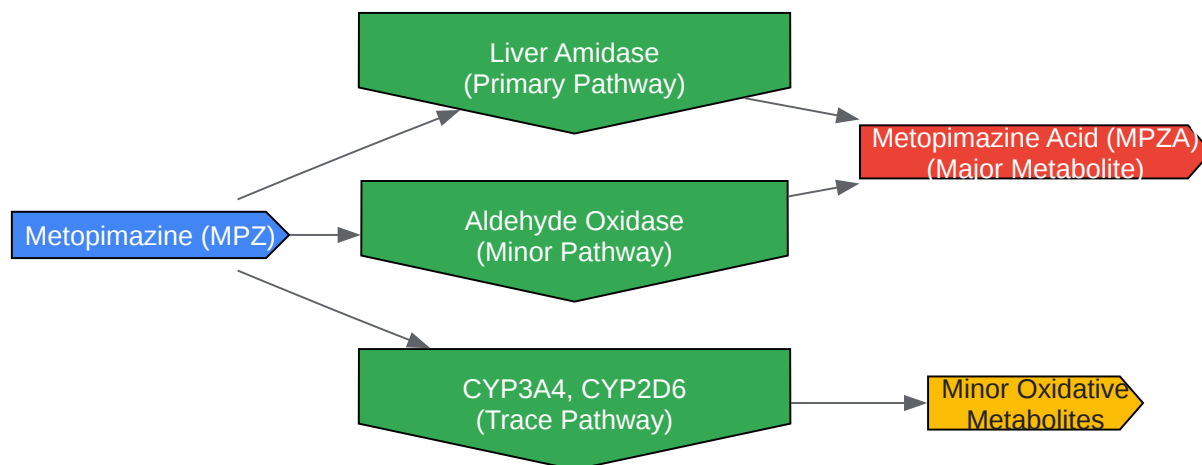 Liver Amidase
(Primary Pathway)
Metopimazine Acid (MPZA)
(Major Metabolite)
Aldehyde Oxidase
(Minor Pathway)
Metopimazine (MPZ)
CYP3A4, CYP2D6
(Trace Pathway)
Minor Oxidative
Metabolites